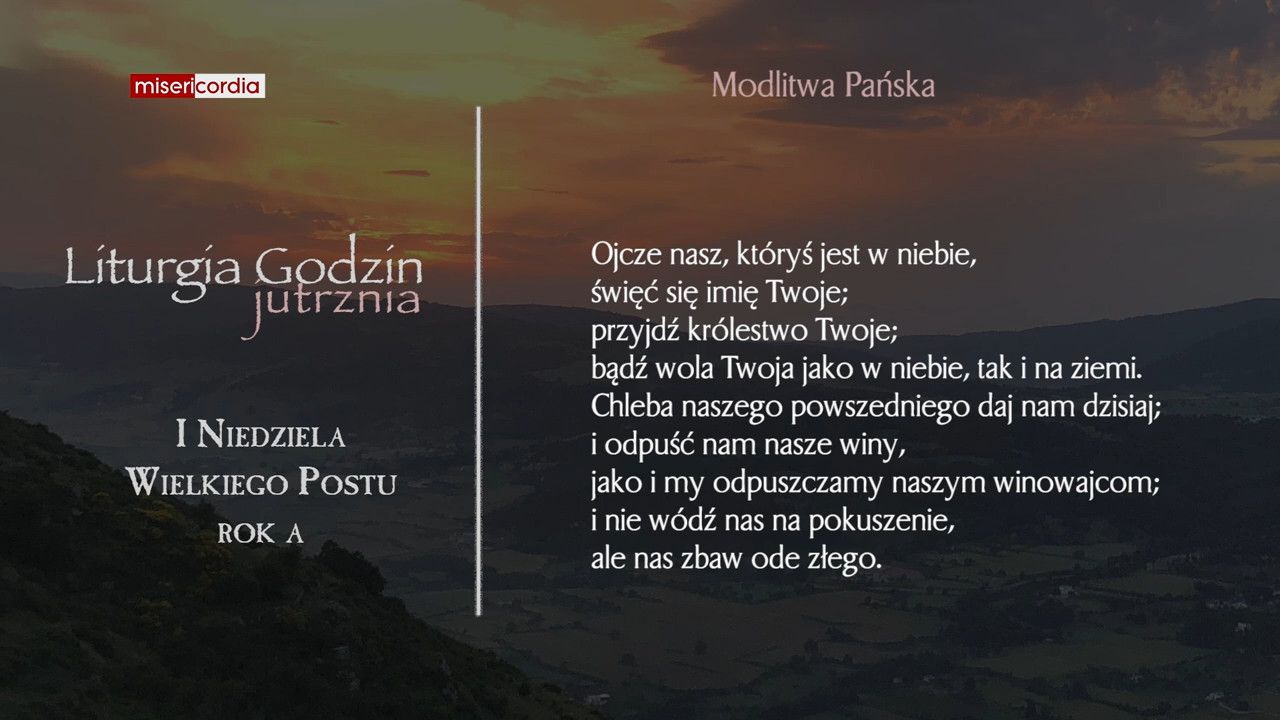 misericordia
Liturgia Godzin
jutrznia
I Niedziela
Wielkiego Postu
rok a
Modlitwa Pańska
Ojcze nasz, któryś jest w niebie,
święć się imię Twoje;
przyjdź królestwo Twoje;
bądź wola Twoja jako w niebie, tak i na ziemi.
Chleba naszego powszedniego daj nam dzisiaj;
i odpuść nam nasze winy,
jako i my odpuszczamy naszym winowajcom;
i nie wódź nas na pokuszenie,
ale nas zbaw ode złego.